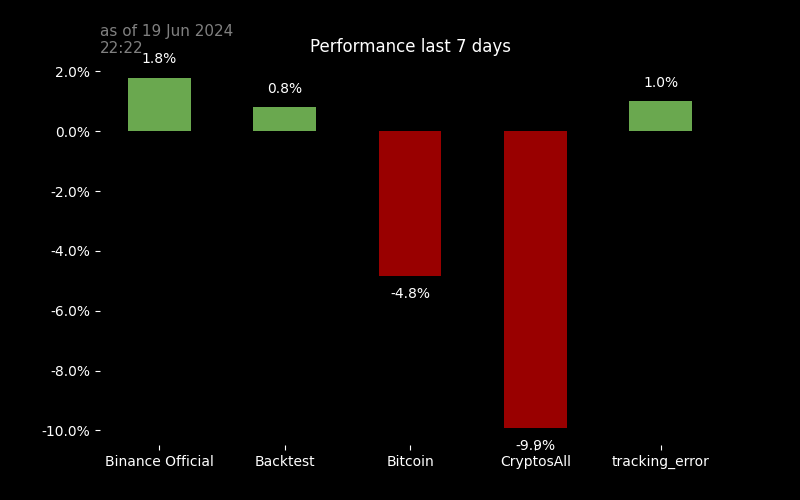 as of 19 Jun 2024
22:22
Performance last 7 days
1.8%
0.8%
1.0%
2.0%
0.0%
-2.0%
-4.0%
-4.8%
-6.0%
-8.0%
-10.0%
-9.9%
Binance Official
Backtest
Bitcoin
CryptosAll
tracking_error